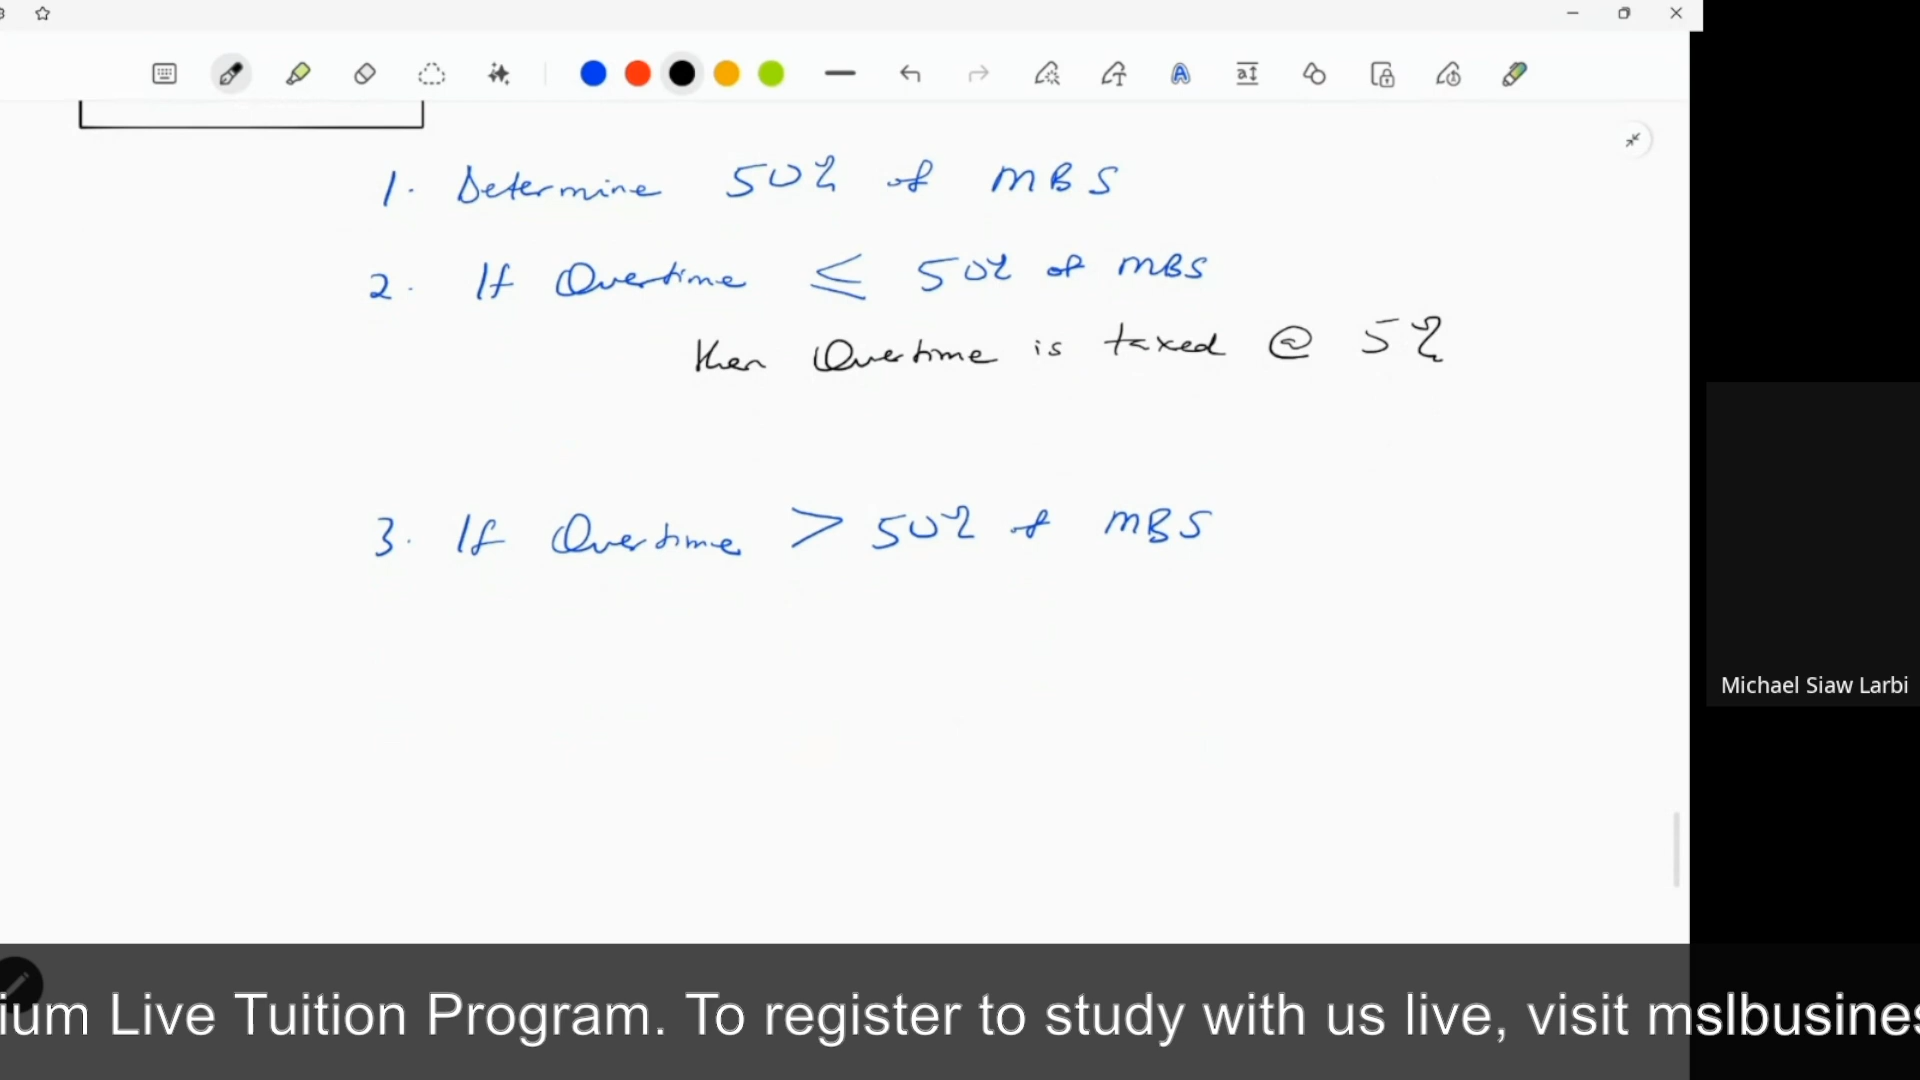 1. Determine 50% of MBS
2. If Overtime ≤ 50% of MBS
then Overtime is taxed @ 5%
3. If Overtime > 50% of MBS
Michael Siaw Larbi
ium Live Tuition Program. To register to study with us live, visit mslbusines